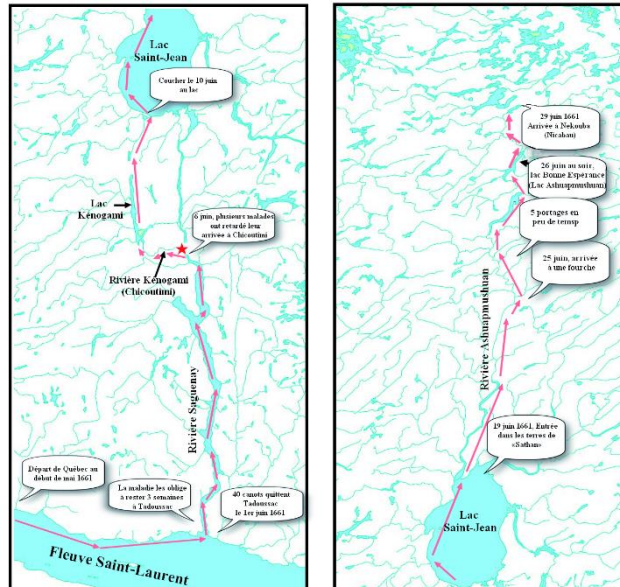 Lac
Saint-Jean
Coucher le 10 juin
au lac
Lac
Kénogami
6 juin, plusieurs malades
ont retardé leur
arrivée à Chicoutimi
Rivière Kénogami
(Chicoutimi)
Rivière Saguenay
Départ de Québec au
début de mai 1661
La maladie les oblige
à rester 3 semaines
à Tadoussac
40 canots quittent
Tadoussac
le 1er juin 1661
Fleuve Saint-Laurent
29 juin 1661
Arrivée à Nekouba
(Nicabau)
26 juin au soir,
lac Bonne Espérance
(Lac Ashuapmushuan)
5 portages en
peu de temsp
25 juin, arrivée
à une fourche
Rivière Ashuapmushuan
19 juin 1661, Entrée
dans les terres de
«Sathan»
Lac
Saint-Jean